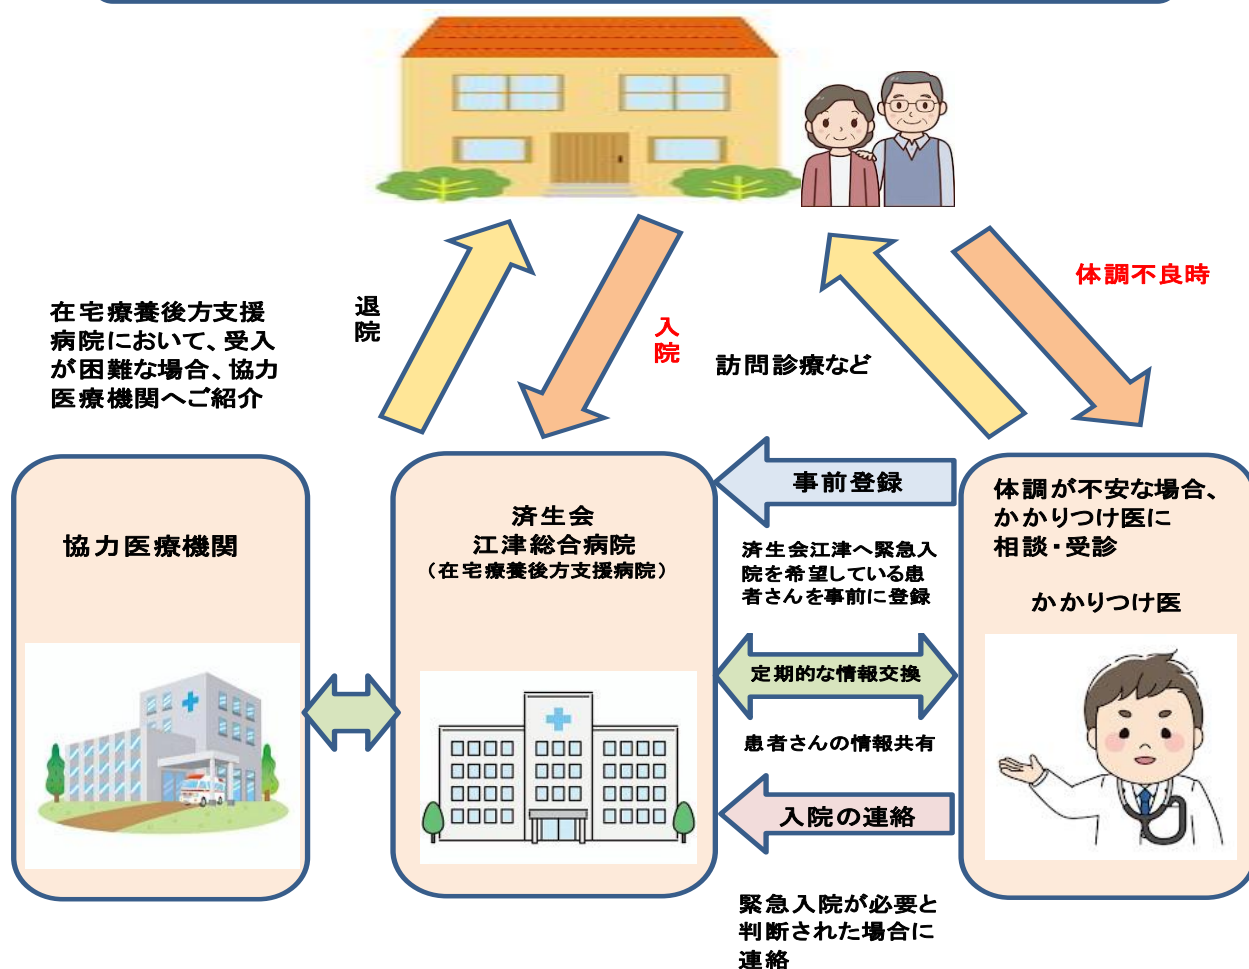 体調不良時
退
院
入
院
在宅療養後方支援
病院において、受入
が困難な場合、協力
医療機関へご紹介
訪問診療など
協力医療機関
済生会
江津総合病院
（在宅療養後方支援病院）
事前登録
済生会江津へ緊急入
院を希望している患
者さんを事前に登録
定期的な情報交換
患者さんの情報共有
入院の連絡
緊急入院が必要と
判断された場合に
連絡
体調が不安な場合、
かかりつけ医に
相談・受診
かかりつけ医